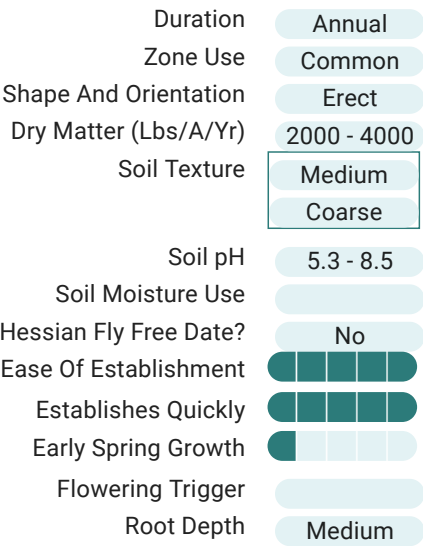 Duration Annual
Zone Use Common
Shape And Orientation Erect
Dry Matter (Lbs/A/Yr) 2000 - 4000
Soil Texture Medium
Coarse
Soil pH 5.3 - 8.5
Soil Moisture Use
Hessian Fly Free Date? No
Ease Of Establishment
Establishes Quickly
Early Spring Growth
Flowering Trigger
Root Depth Medium